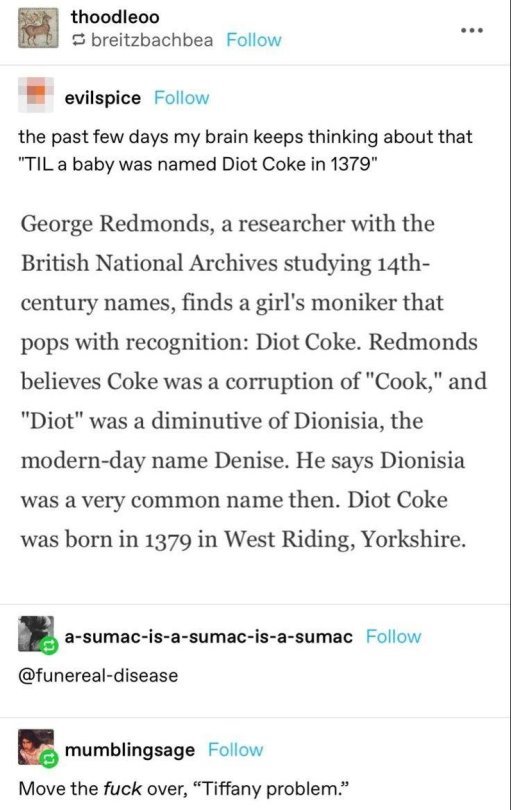 thoodleoo
breitzbachbea Follow
evilspice Follow
the past few days my brain keeps thinking about that
"TIL a baby was named Diot Coke in 1379"
George Redmonds, a researcher with the
British National Archives studying 14th-
century names, finds a girl's moniker that
pops with recognition: Diot Coke. Redmonds
believes Coke was a corruption of "Cook," and
"Diot" was a diminutive of Dionisia, the
modern-day name Denise. He says Dionisia
was a very common name then. Diot Coke
was born in 1379 in West Riding, Yorkshire.
a-sumac-is-a-sumac-is-a-sumac Follow
@funereal-disease
mumblingsage Follow
Move the fuck over, “Tiffany problem.”